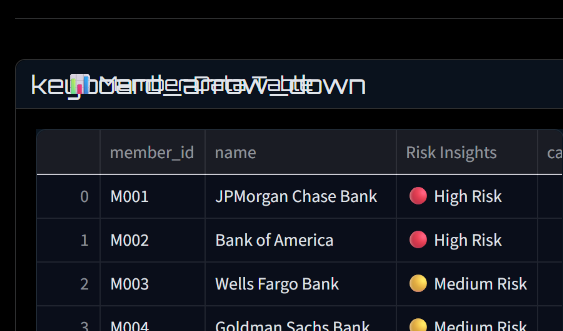 keyboard_arrow_down
📊 Member Data Table
member_id name Risk Insights ca
0 M001 JPMorgan Chase Bank 🔴 High Risk
1 M002 Bank of America 🔴 High Risk
2 M003 Wells Fargo Bank 🟡 Medium Risk
3 M004 Goldman Sachs Bank 🟡 Medium Risk